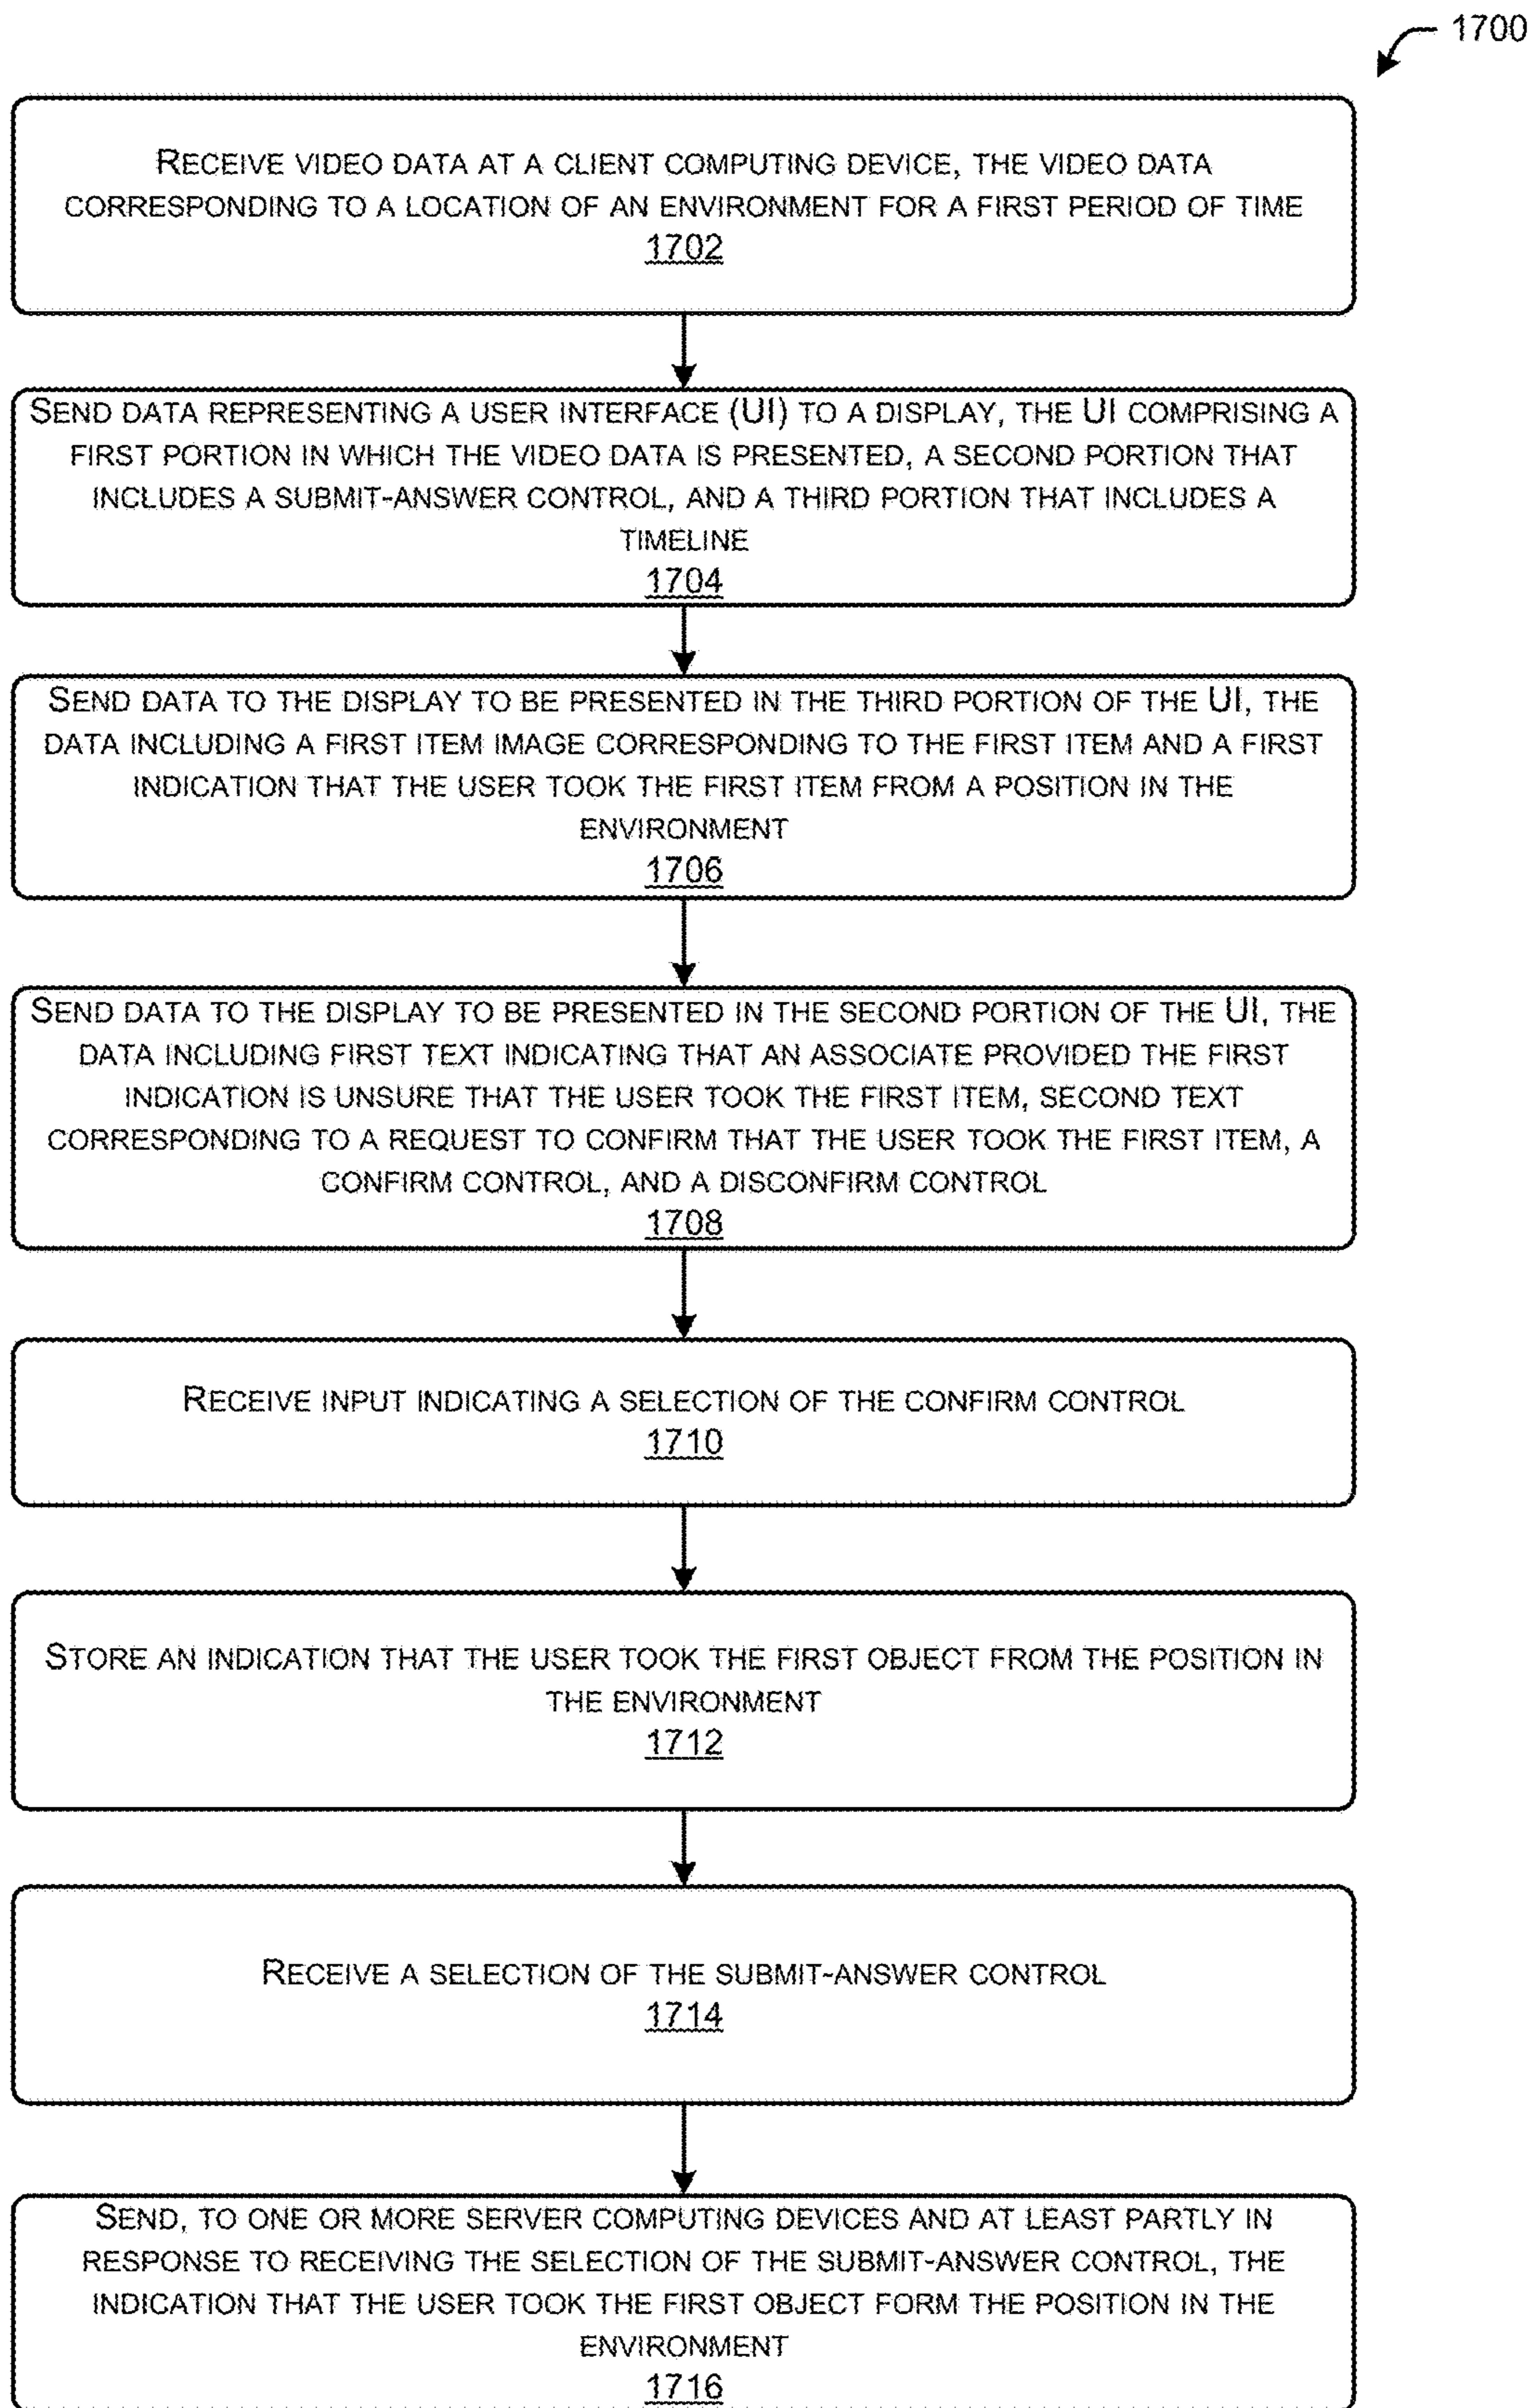 1700
RECEIVE VIDEO DATA AT A CLIENT COMPUTING DEVICE, THE VIDEO DATA
CORRESPONDING TO A LOCATION OF AN ENVIRONMENT FOR A FIRST PERIOD OF TIME
1702
SEND DATA REPRESENTING A USER INTERFACE (UI) TO A DISPLAY, THE UI COMPRISING A
FIRST PORTION IN WHICH THE VIDEO DATA IS PRESENTED, A SECOND PORTION THAT
INCLUDES A SUBMIT-ANSWER CONTROL, AND A THIRD PORTION THAT INCLUDES A
TIMELINE
1704
SEND DATA TO THE DISPLAY TO BE PRESENTED IN THE THIRD PORTION OF THE UI, THE
DATA INCLUDING A FIRST ITEM IMAGE CORRESPONDING TO THE FIRST ITEM AND A FIRST
INDICATION THAT THE USER TOOK THE FIRST ITEM FROM A POSITION IN THE
ENVIRONMENT
1706
SEND DATA TO THE DISPLAY TO BE PRESENTED IN THE SECOND PORTION OF THE UI, THE
DATA INCLUDING FIRST TEXT INDICATING THAT AN ASSOCIATE PROVIDED THE FIRST
INDICATION IS UNSURE THAT THE USER TOOK THE FIRST ITEM, SECOND TEXT
CORRESPONDING TO A REQUEST TO CONFIRM THAT THE USER TOOK THE FIRST ITEM, A
CONFIRM CONTROL, AND A DISCONFIRM CONTROL
1708
RECEIVE INPUT INDICATING A SELECTION OF THE CONFIRM CONTROL
1710
STORE AN INDICATION THAT THE USER TOOK THE FIRST OBJECT FROM THE POSITION IN
THE ENVIRONMENT
1712
RECEIVE A SELECTION OF THE SUBMIT-ANSWER CONTROL
1714
SEND, TO ONE OR MORE SERVER COMPUTING DEVICES AND AT LEAST PARTLY IN
RESPONSE TO RECEIVING THE SELECTION OF THE SUBMIT-ANSWER CONTROL, THE
INDICATION THAT THE USER TOOK THE FIRST OBJECT FORM THE POSITION IN THE
ENVIRONMENT
1716